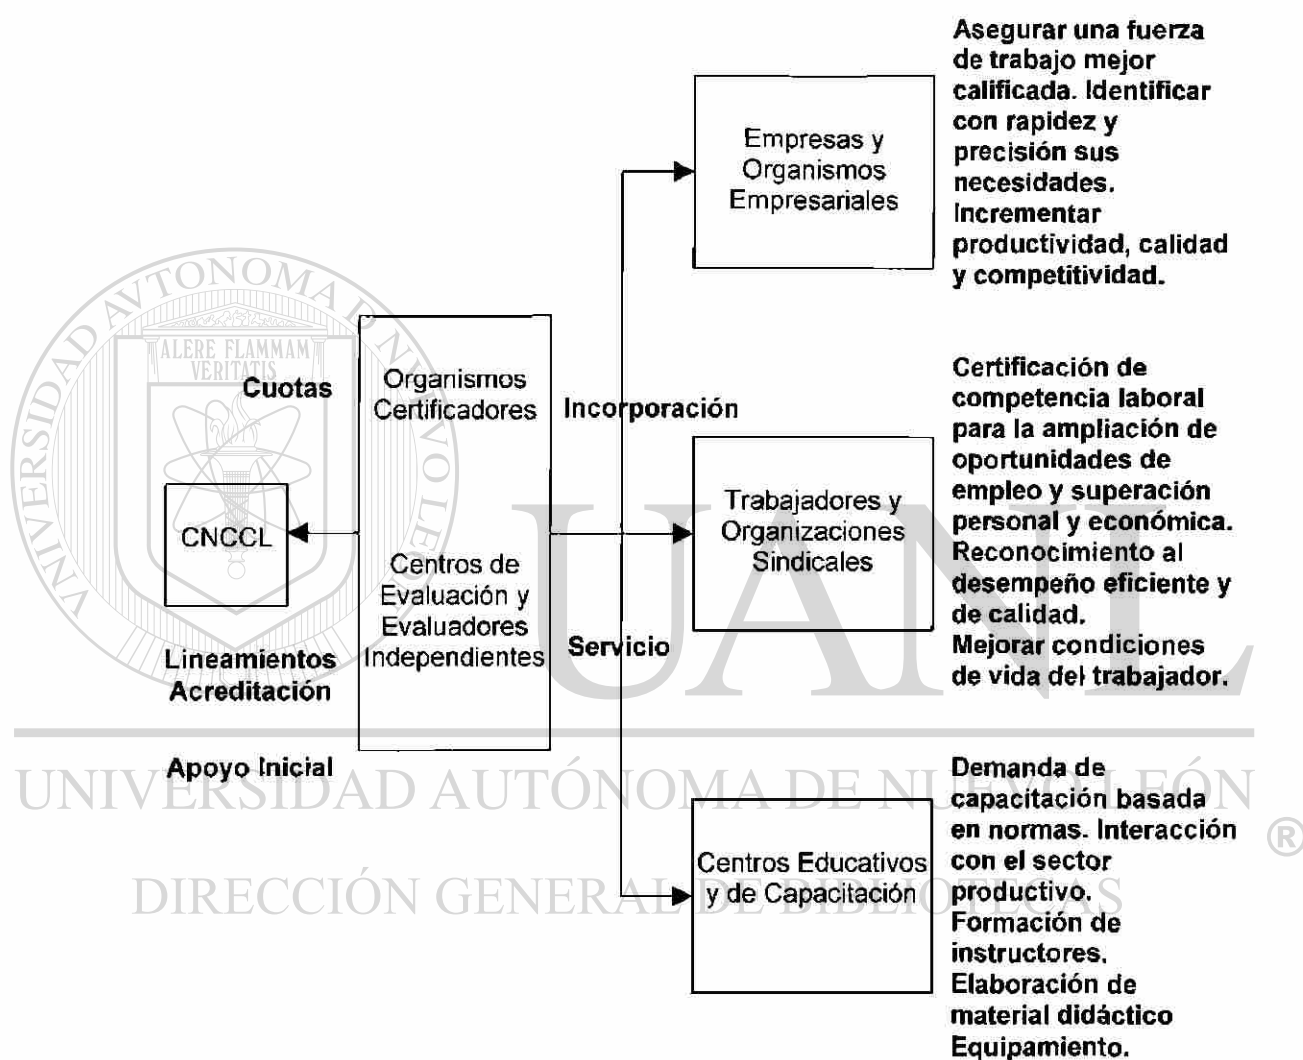 Asegurar una fuerza
de trabajo mejor
calificada. Identificar
con rapidez y
precisión sus
necesidades.
Incrementar
productividad, calidad
y competitividad.
Empresas y
Organismos
Empresariales
UNIVERSIDAD AVTONOMA DE NVEVO LEON
ALERE FLAMMAM
VERITATIS
Cuotas
Organismos
Certificadores
Incorporación
CNCCL
Centros de
Evaluación y
Evaluadores
Independientes
Servicio
Lineamientos
Acreditación
Apoyo Inicial
Trabajadores y
Organizaciones
Sindicales
Certificación de
competencia laboral
para la ampliación de
oportunidades de
empleo y superación
personal y económica.
Reconocimiento al
desempeño eficiente y
de calidad.
Mejorar condiciones
de vida del trabajador.
UANL
UNIVERSIDAD AUTÓNOMA DE NUEVO LEÓN
®
DIRECCIÓN GENERAL DE BIBLIOTECAS
Centros Educativos
y de Capacitación
Demanda de
capacitación basada
en normas. Interacción
con el sector
productivo.
Formación de
instructores.
Elaboración de
material didáctico
Equipamiento.